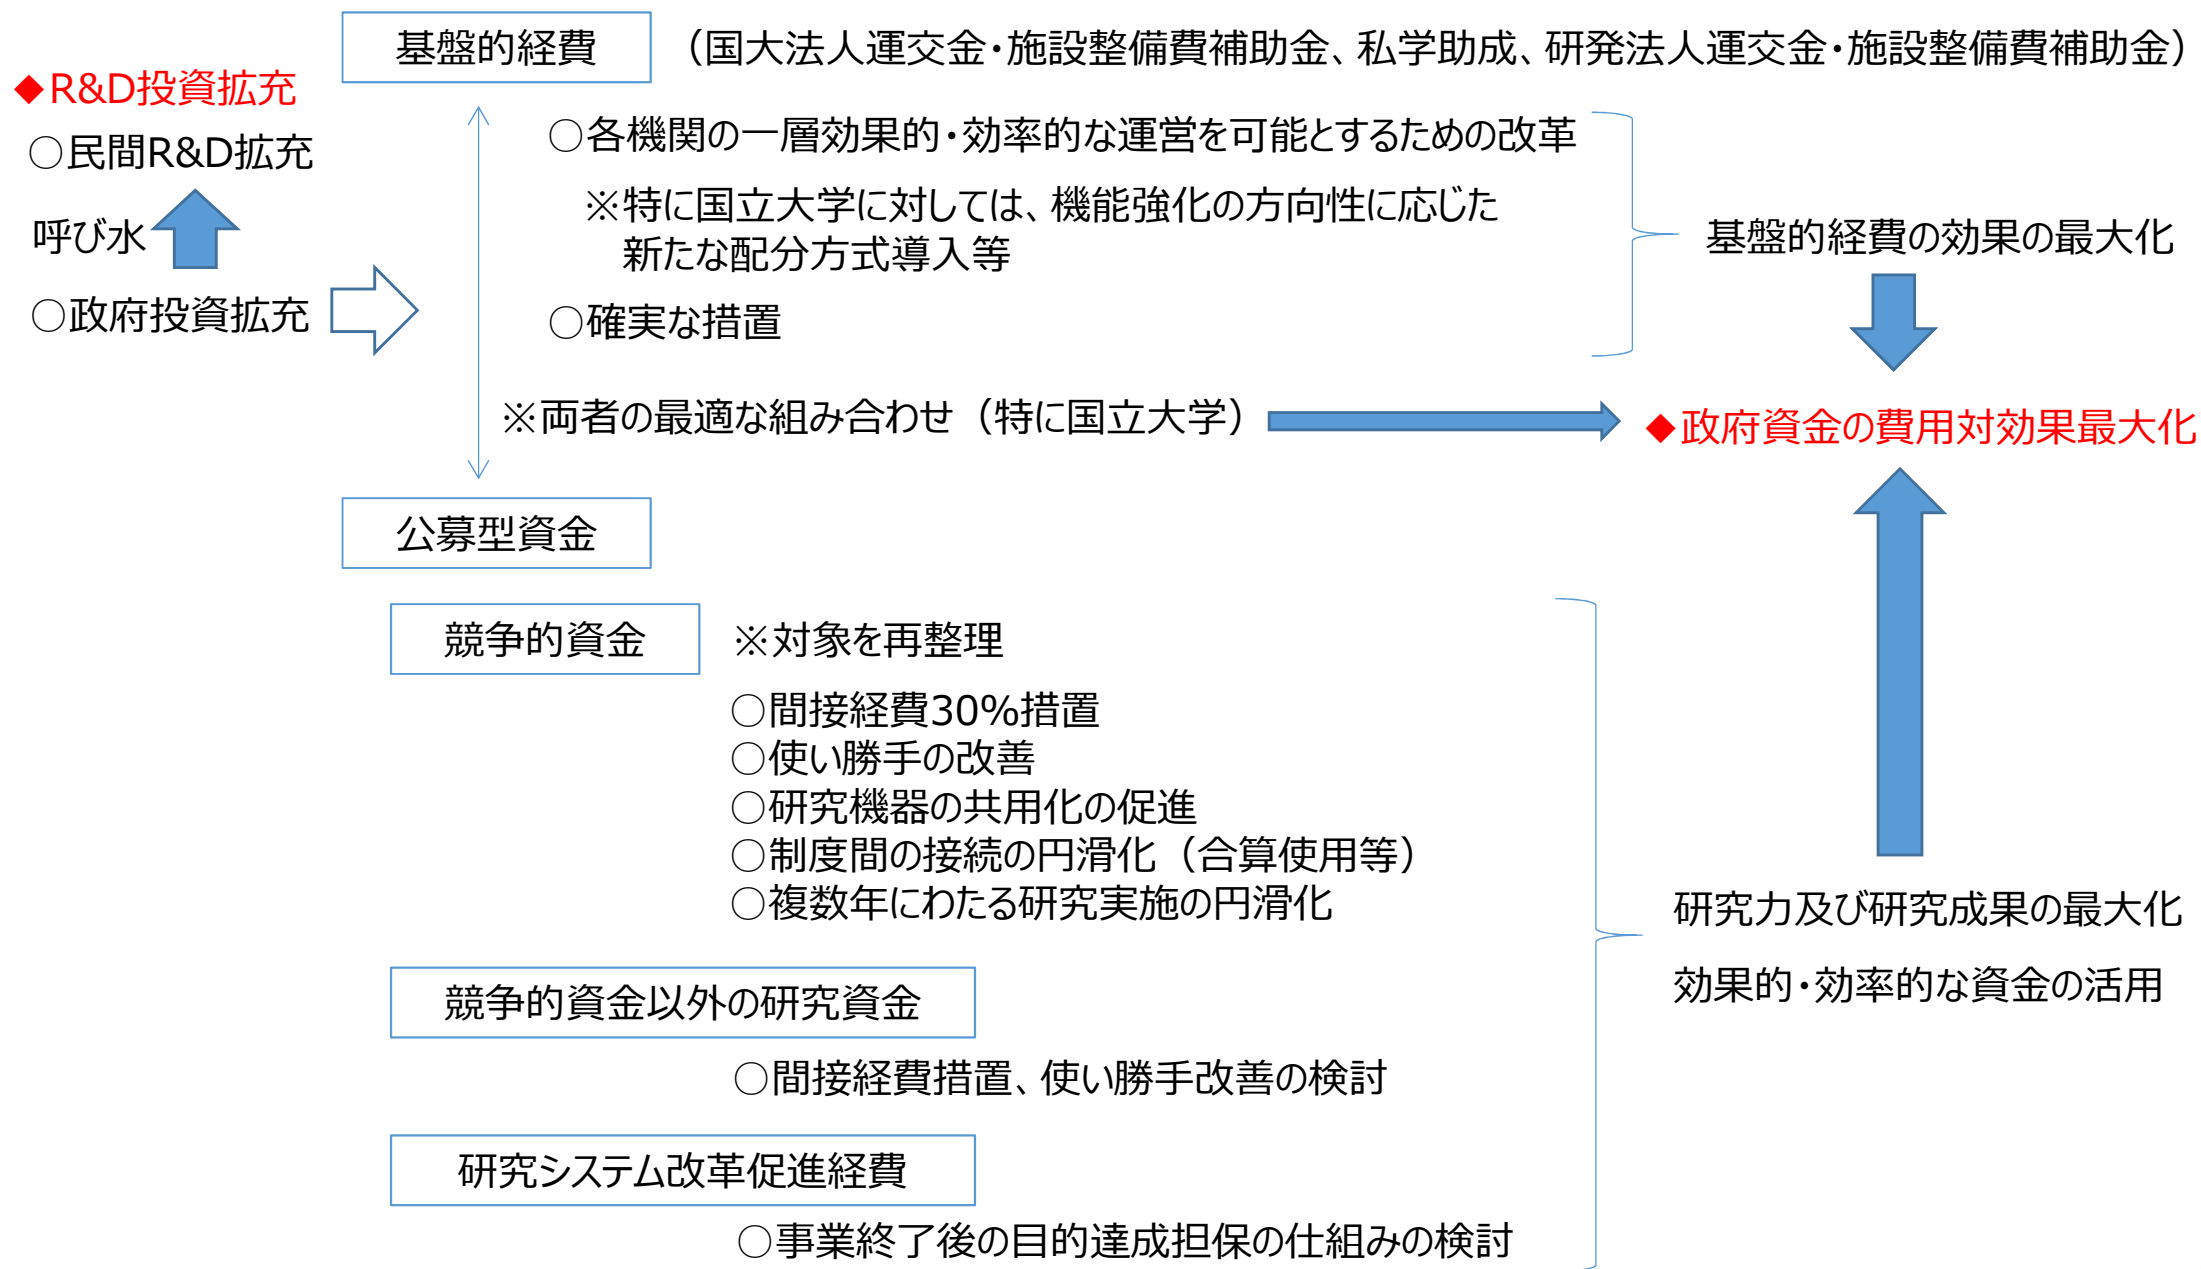 基盤的経費
（国大法人運交金・施設整備費補助金、私学助成、研発法人運交金・施設整備費補助金）
◆R&D投資拡充
○民間R&D拡充
呼び水
○政府投資拡充
○各機関の一層効果的・効率的な運営を可能とするための改革
※特に国立大学に対しては、機能強化の方向性に応じた
新たな配分方式導入等
○確実な措置
基盤的経費の効果の最大化
※両者の最適な組み合わせ（特に国立大学）
◆政府資金の費用対効果最大化
公募型資金
競争的資金
※対象を再整理
○間接経費30%措置
○使い勝手の改善
○研究機器の共用化の促進
○制度間の接続の円滑化（合算使用等）
○複数年にわたる研究実施の円滑化
研究力及び研究成果の最大化
効果的・効率的な資金の活用
競争的資金以外の研究資金
○間接経費措置、使い勝手改善の検討
研究システム改革促進経費
○事業終了後の目的達成担保の仕組みの検討